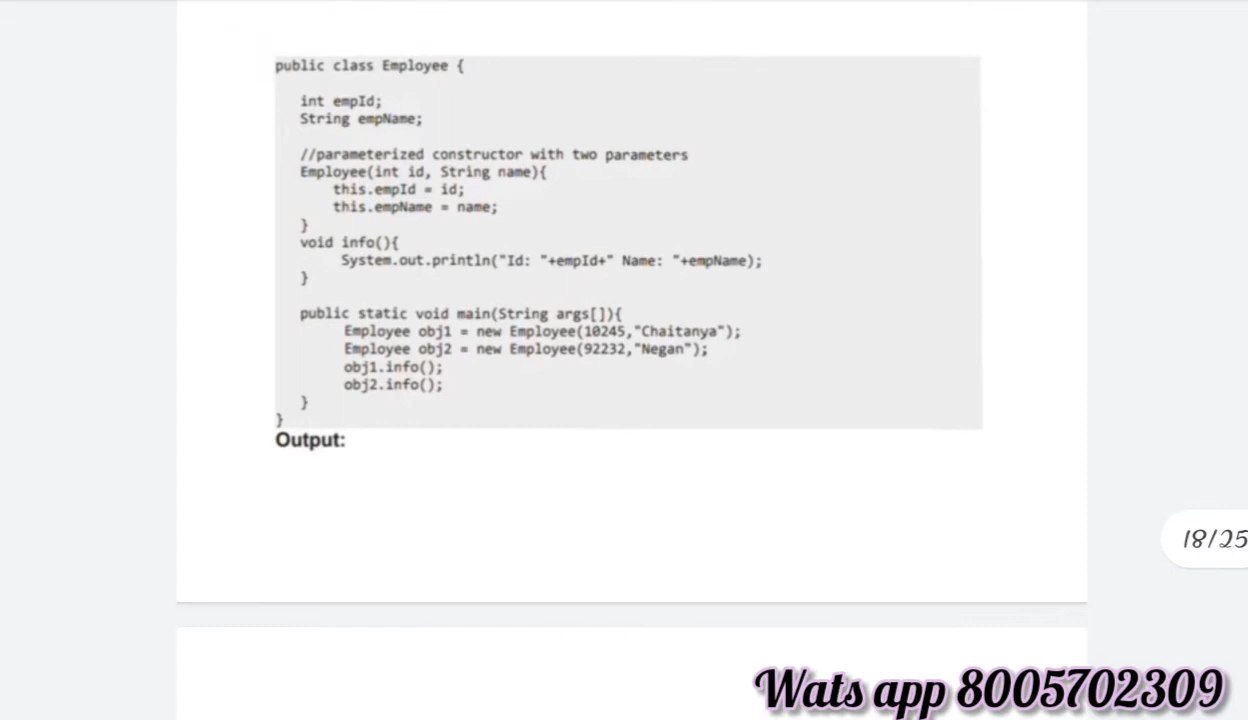 public class Employee {
int empId;
String empName;
//parameterized constructor with two parameters
Employee(int id, String name){
this.empId = id;
this.empName = name;
}
void info(){
System.out.println("Id: "+empId+" Name: "+empName);
}
public static void main(String args[]){
Employee obj1 = new Employee(10245,"Chaitanya");
Employee obj2 = new Employee(92232,"Negan");
obj1.info();
obj2.info();
}
}
Output:
18/25
Wats app 8005702309